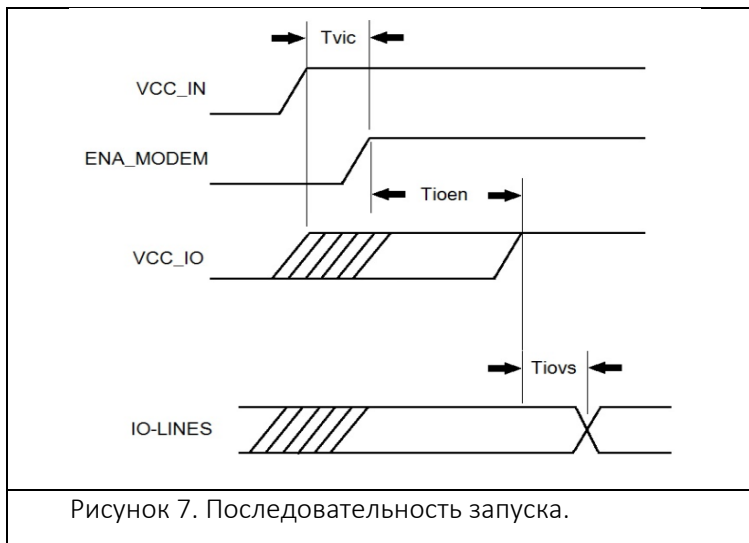 Tvic
VCC_IN
ENA_MODEM
Tioen
VCC_IO
Tiovs
IO-LINES
Рисунок 7. Последовательность запуска.